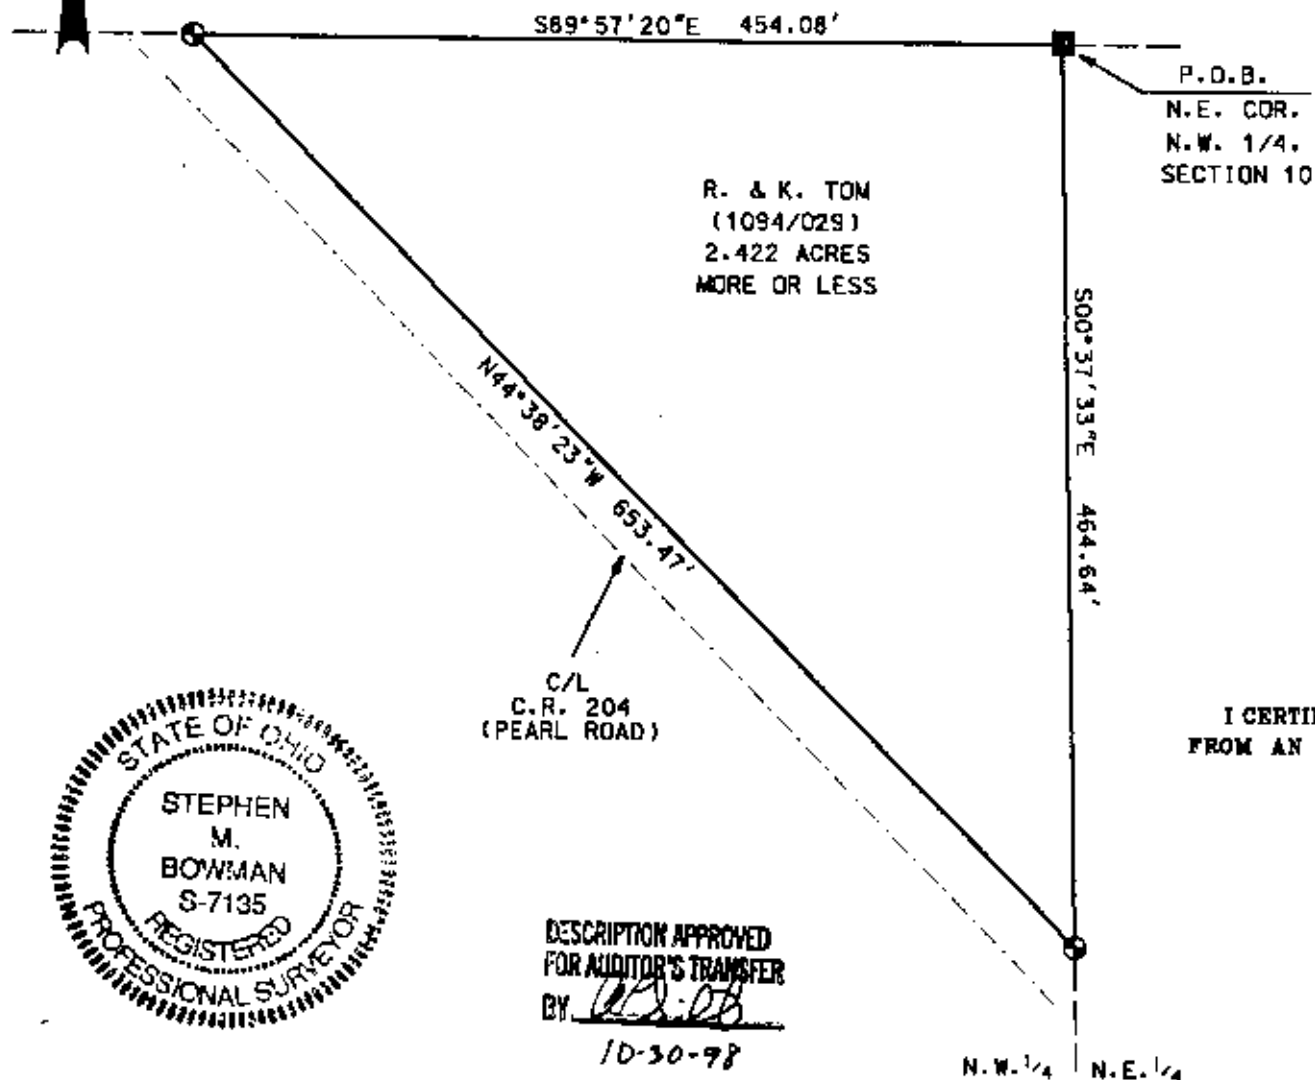 S89°57'20"E 454.08'
P.O.B.
N.E. COR.
N.W. 1/4.
SECTION 10
R. & K. TOM
(1094/029)
2.422 ACRES
MORE OR LESS
S00°37'33"E 464.64'
N44°38'23"W 653.47'
C/L
C.R. 204
(PEARL ROAD)
I CERTI
FROM AN
STATE OF OHIO
STEPHEN
M.
BOWMAN
S-7135
REGISTERED
PROFESSIONAL SURVEYOR
DESCRIPTION APPROVED
FOR AUDITOR'S TRANSFER
BY
10-30-98
N.W. 1/4 N.E. 1/4